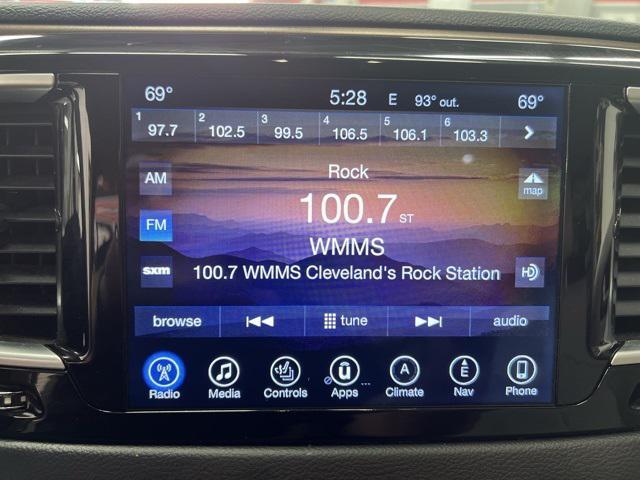 69° 5:28 E 93° out. 69°
1 97.7 2 102.5 3 99.5 4 106.5 5 106.1 6 103.3
AM Rock map
100.7 ST
FM WMMS
sxm 100.7 WMMS Cleveland's Rock Station HD
browse tune audio
A E
Radio Media Controls Apps Climate Nav Phone